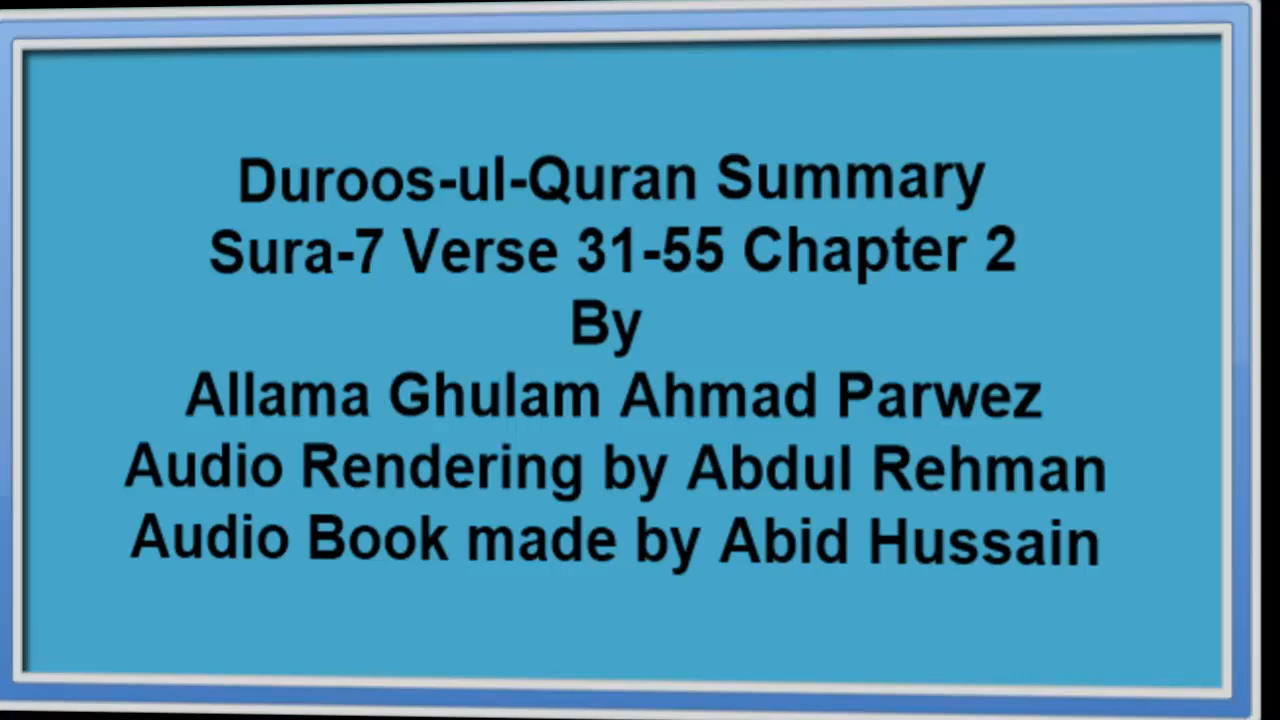 Duroos-ul-Quran Summary
Sura-7 Verse 31-55 Chapter 2
By
Allama Ghulam Ahmad Parwez
Audio Rendering by Abdul Rehman
Audio Book made by Abid Hussain